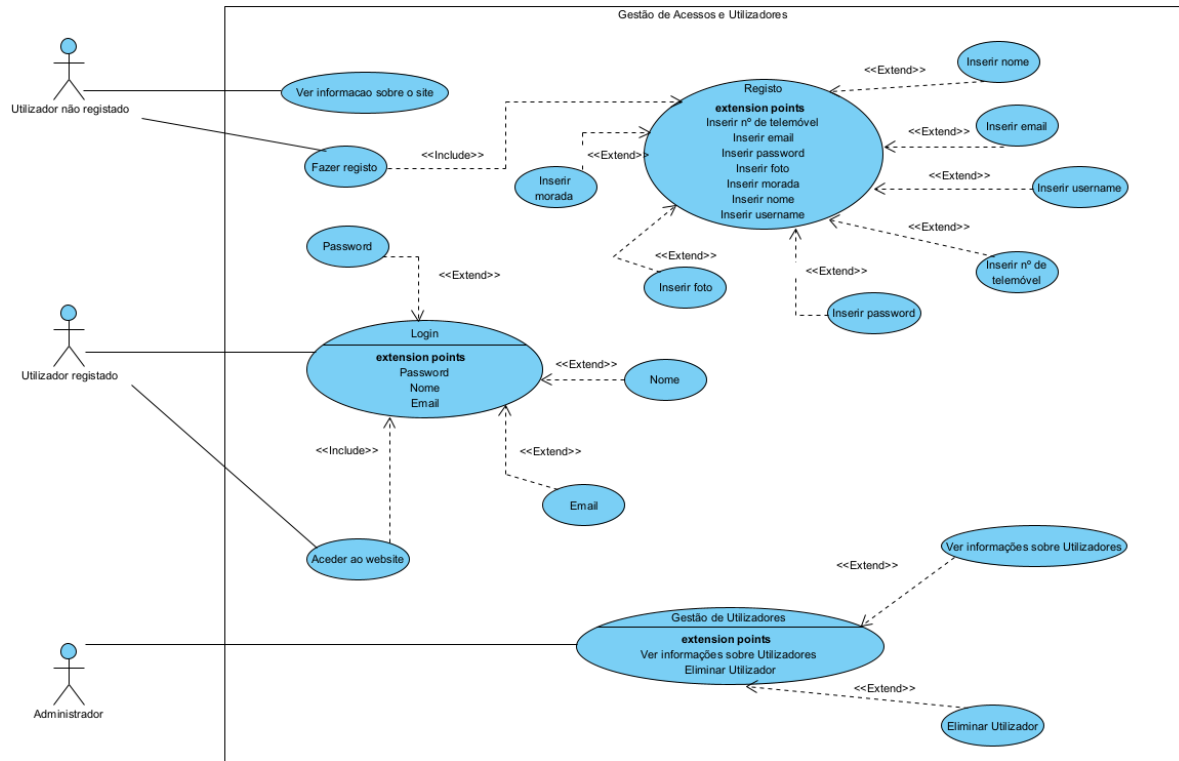 Gestão de Acessos e Utilizadores
Utilizador não registado
Ver informacao sobre o site
Fazer registo
<<Include>>
Registo
extension points
Inserir nº de telemóvel
Inserir email
Inserir password
Inserir foto
Inserir morada
Inserir nome
Inserir username
<<Extend>>
Inserir nome
<<Extend>>
Inserir email
<<Extend>>
Inserir username
<<Extend>>
Inserir nº de
telemóvel
<<Extend>>
Inserir
morada
<<Extend>>
Inserir foto
<<Extend>>
Inserir password
Password
<<Extend>>
Utilizador registado
Login
extension points
Password
Nome
Email
<<Extend>>
Nome
<<Include>>
<<Extend>>
Email
Aceder ao website
Ver informações sobre Utilizadores
<<Extend>>
Administrador
Gestão de Utilizadores
extension points
Ver informações sobre Utilizadores
Eliminar Utilizador
<<Extend>>
Eliminar Utilizador